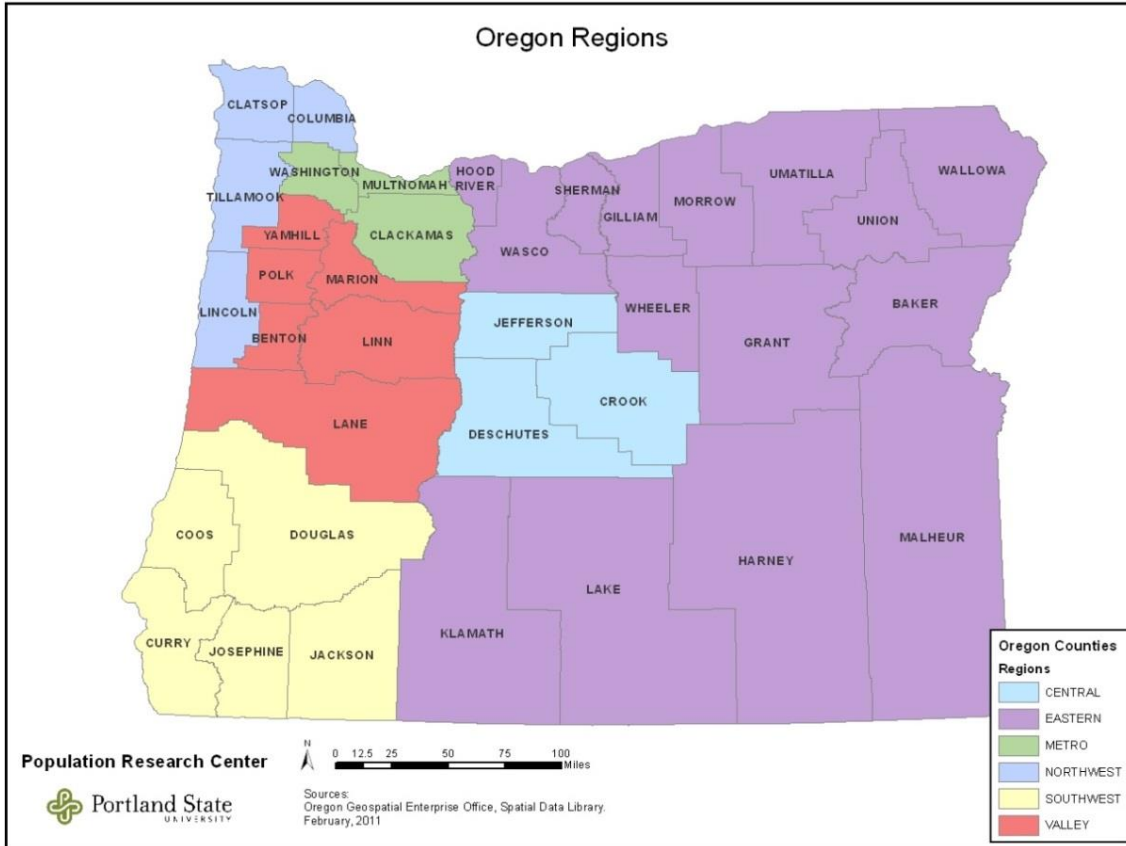 Oregon Regions
CLATSOP
COLUMBIA
WASHINGTON
TILLAMOOK
MULTNOMAH
HOOD
RIVER
SHERMAN
GILLIAM
MORROW
UMATILLA
WALLOWA
UNION
YAMHILL
CLACKAMAS
WASCO
POLK
MARION
LINCOLN
BENTON
LINN
JEFFERSON
WHEELER
GRANT
BAKER
CROOK
LANE
DESCHUTES
COOS
DOUGLAS
HARNEY
MALHEUR
LAKE
KLAMATH
CURRY
JOSEPHINE
JACKSON
Oregon Counties
Regions
CENTRAL
EASTERN
METRO
NORTHWEST
SOUTHWEST
VALLEY
Population Research Center
N
0 12.5 25 50 75 100
Miles
Portland State
UNIVERSITY
Sources:
Oregon Geospatial Enterprise Office, Spatial Data Library.
February, 2011